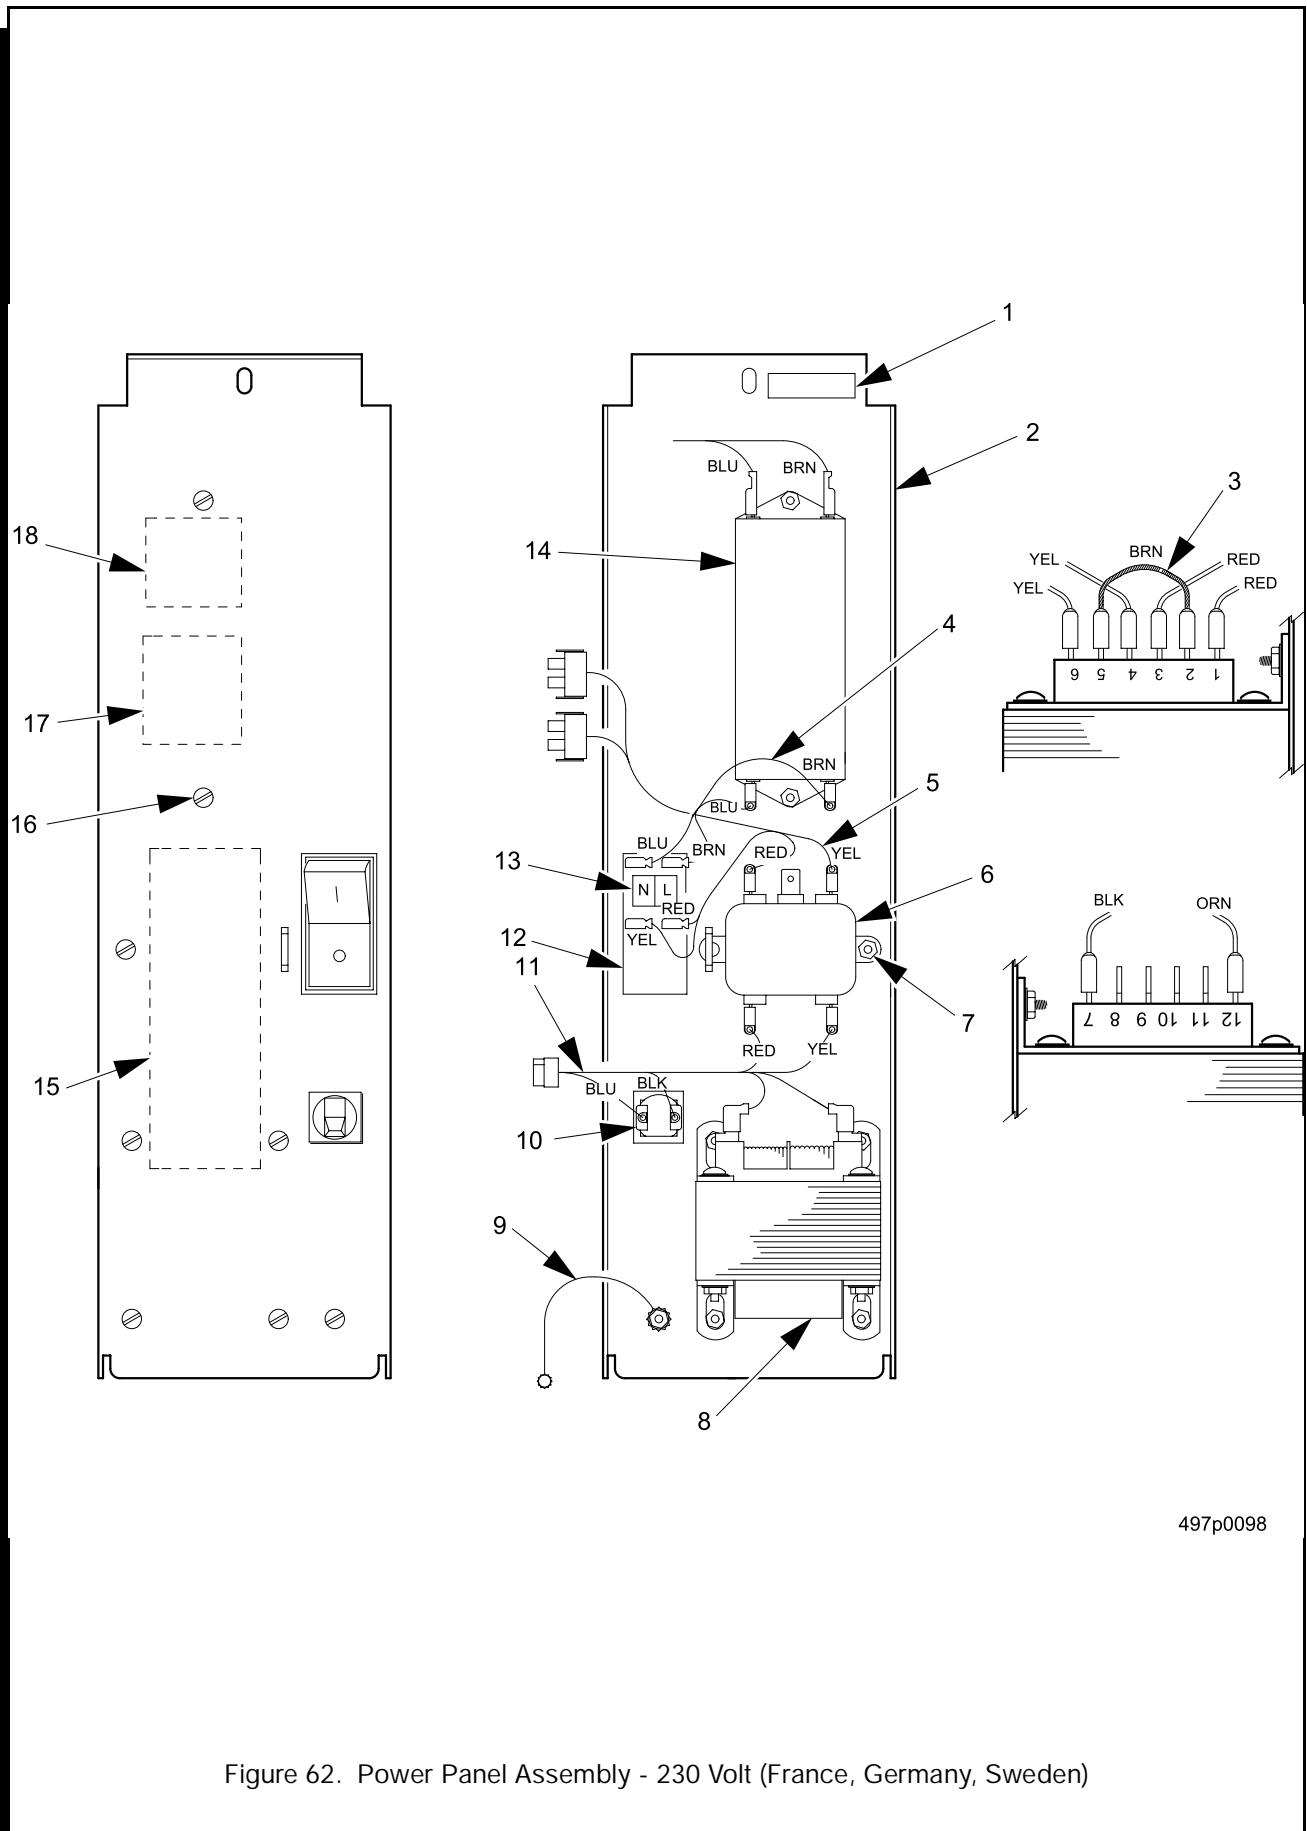 1
2
3
BLU
BRN
18
14
YEL
BRN
RED
YEL
RED
4
6 5 4 3 2 1
17
BRN
5
BLU
16
BLU
BRN
RED
YEL
13
N L
6
RED
BLK
ORN
YEL
12
11
7
7 8 9 10 11 12
RED
YEL
15
BLU
BLK
10
9
8
497p0098
Figure 62. Power Panel Assembly - 230 Volt (France, Germany, Sweden)